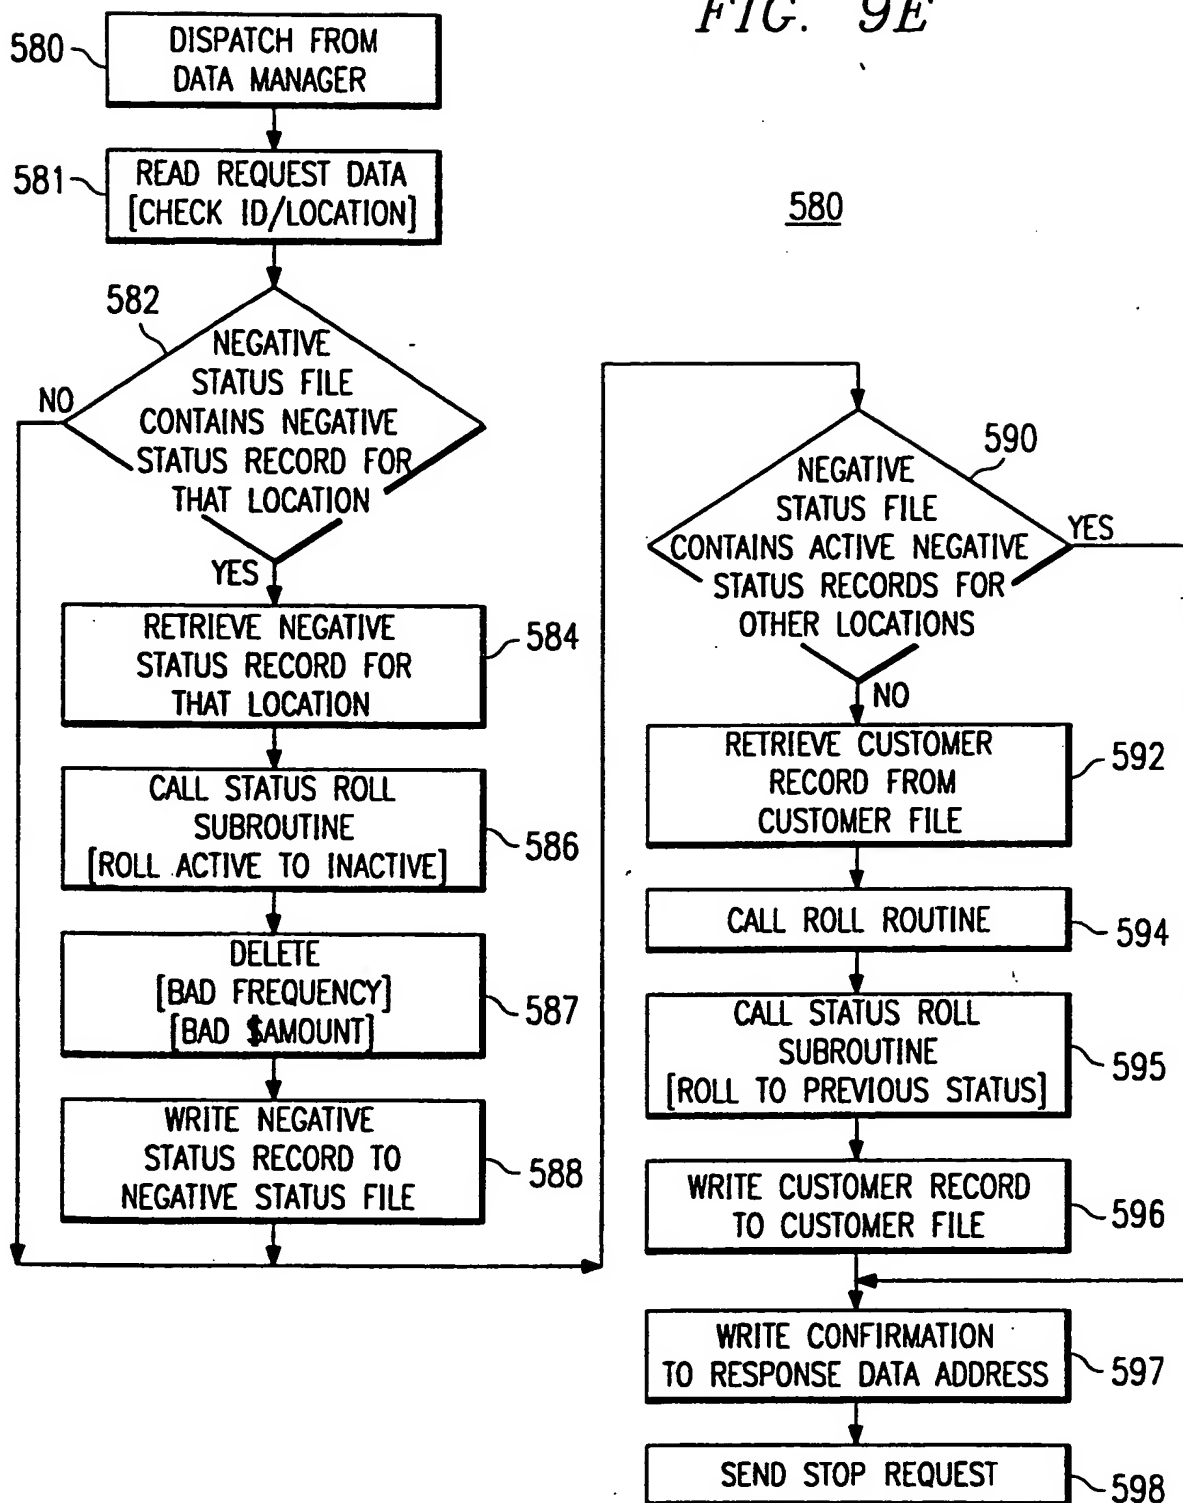 FIG. 9E
580
DISPATCH FROM
DATA MANAGER
581
READ REQUEST DATA
[CHECK ID/LOCATION]
580
582
NEGATIVE
STATUS FILE
CONTAINS NEGATIVE
STATUS RECORD FOR
THAT LOCATION
NO
YES
RETRIEVE NEGATIVE
STATUS RECORD FOR
THAT LOCATION
584
CALL STATUS ROLL
SUBROUTINE
[ROLL ACTIVE TO INACTIVE]
586
DELETE
[BAD FREQUENCY]
[BAD $AMOUNT]
587
WRITE NEGATIVE
STATUS RECORD TO
NEGATIVE STATUS FILE
588
590
NEGATIVE
STATUS FILE
CONTAINS ACTIVE NEGATIVE
STATUS RECORDS FOR
OTHER LOCATIONS
YES
NO
RETRIEVE CUSTOMER
RECORD FROM
CUSTOMER FILE
592
CALL ROLL ROUTINE
594
CALL STATUS ROLL
SUBROUTINE
[ROLL TO PREVIOUS STATUS]
595
WRITE CUSTOMER RECORD
TO CUSTOMER FILE
596
WRITE CONFIRMATION
TO RESPONSE DATA ADDRESS
597
SEND STOP REQUEST
598